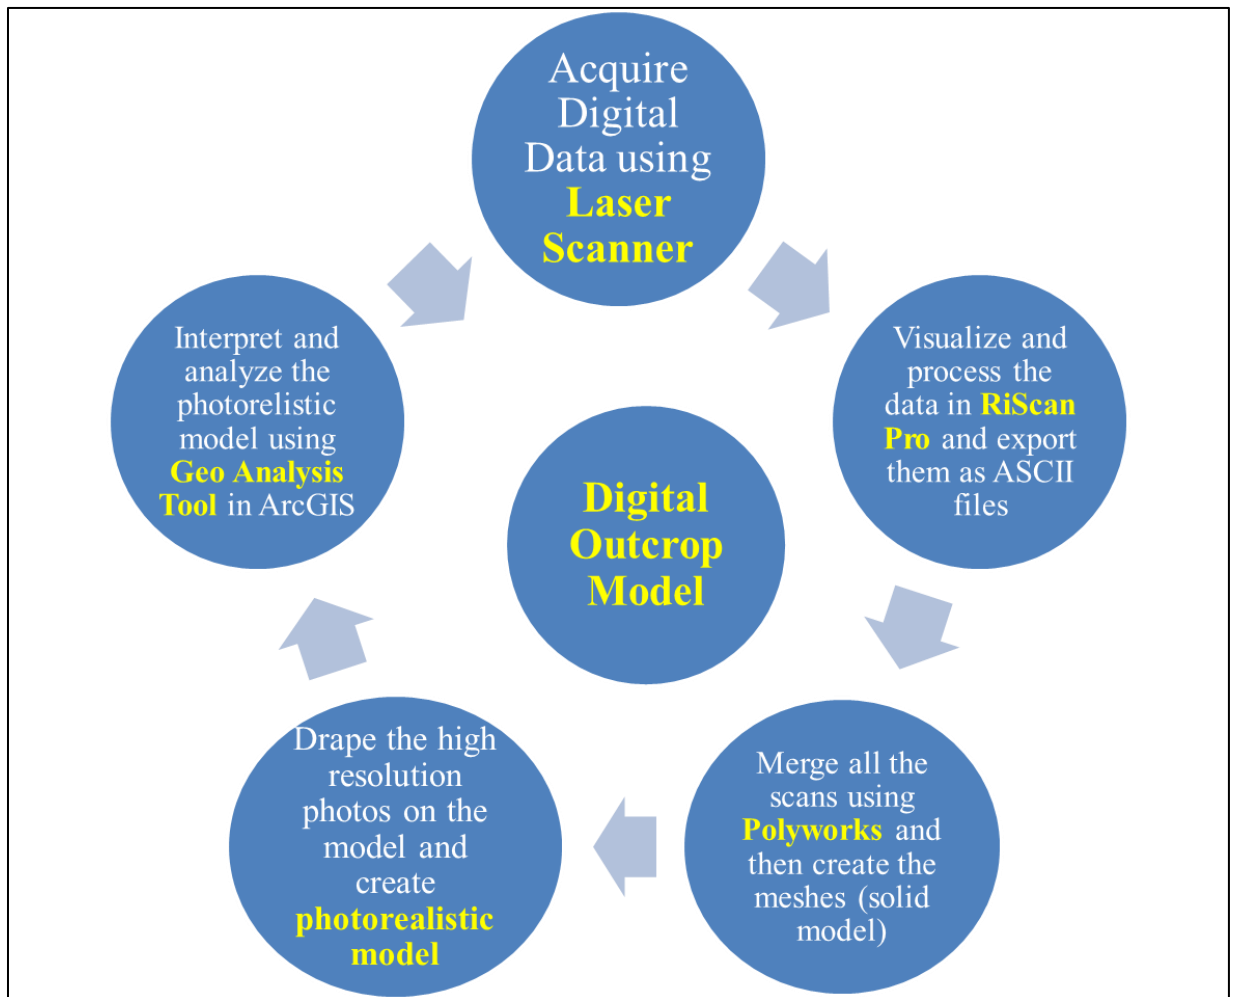 Acquire
Digital
Data using
Laser
Scanner
Visualize and
process the
data in RiScan
Pro and export
them as ASCII
files
Merge all the
scans using
Polyworks and
then create the
meshes (solid
model)
Drape the high
resolution
photos on the
model and
create
photorealistic
model
Interpret and
analyze the
photorelistic
model using
Geo Analysis
Tool in ArcGIS
Digital
Outcrop
Model